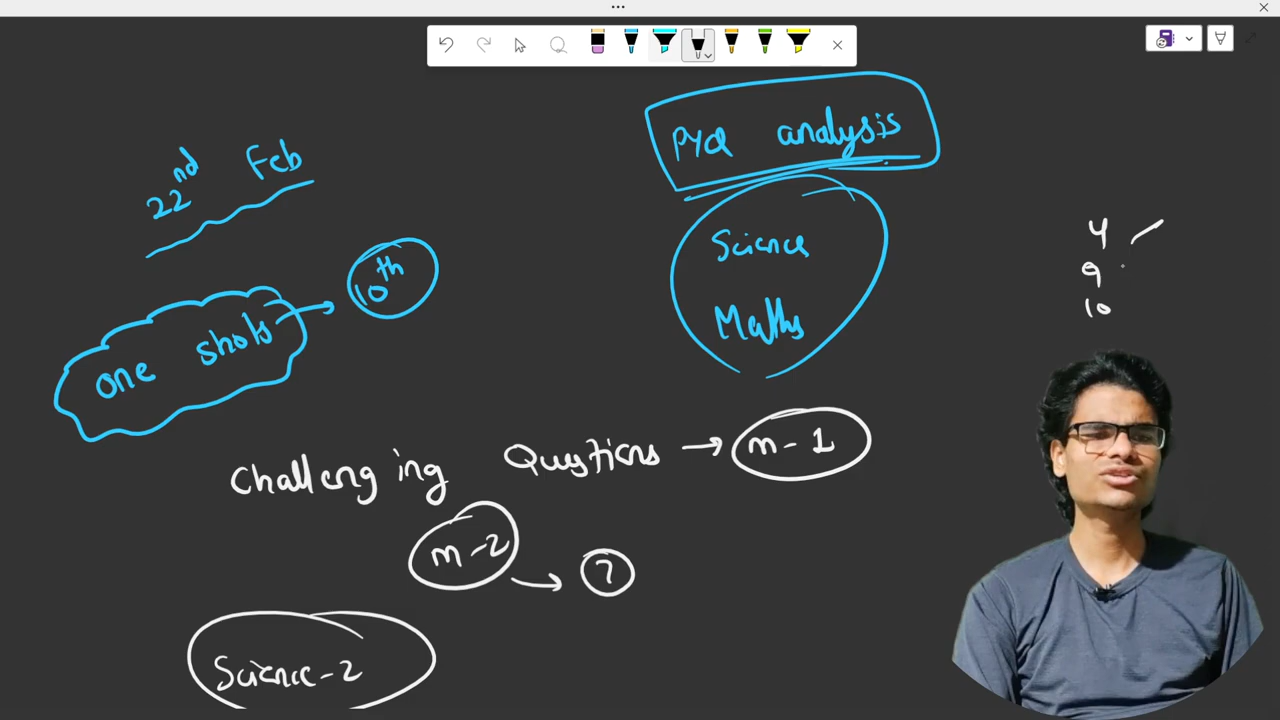 22nd Feb
one shots → 10th
PYQ analysis
Science
Maths
4
9
10
Challenging Questions → m-1
m-2 → 7
Science-2